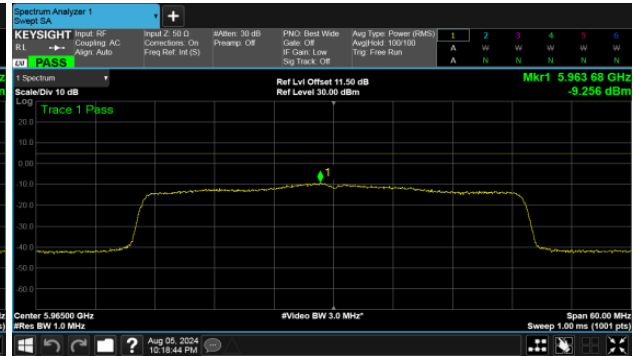 Spectrum Analyzer 1
Swept SA
+
KEYSIGHT Input: RF Input Z: 50 Ω #Atten: 30 dB PNO: Best Wide Avg Type: Power (RMS) 1 2 3 4 5 6
RL Coupling: AC Corrections: On Preamp: Off Gate: Off Avg|Hold: 100/100 A W W W W W
Align: Auto Freq Ref: Int (S) IF Gain: Low Trig: Free Run
LXI PASS Sig Track: Off A N N N N N
1 Spectrum Ref Lvl Offset 11.50 dB Mkr1 5.963 68 GHz
Scale/Div 10 dB Ref Level 30.00 dBm -9.256 dBm
Log Trace 1 Pass
20.0
10.0
0.00
1
-10.0
-20.0
-30.0
-40.0
-50.0
-60.0
Center 5.96500 GHz #Video BW 3.0 MHz* Span 60.00 MHz
#Res BW 1.0 MHz Sweep 1.00 ms (1001 pts)
? Aug 05, 2024
10:18:44 PM